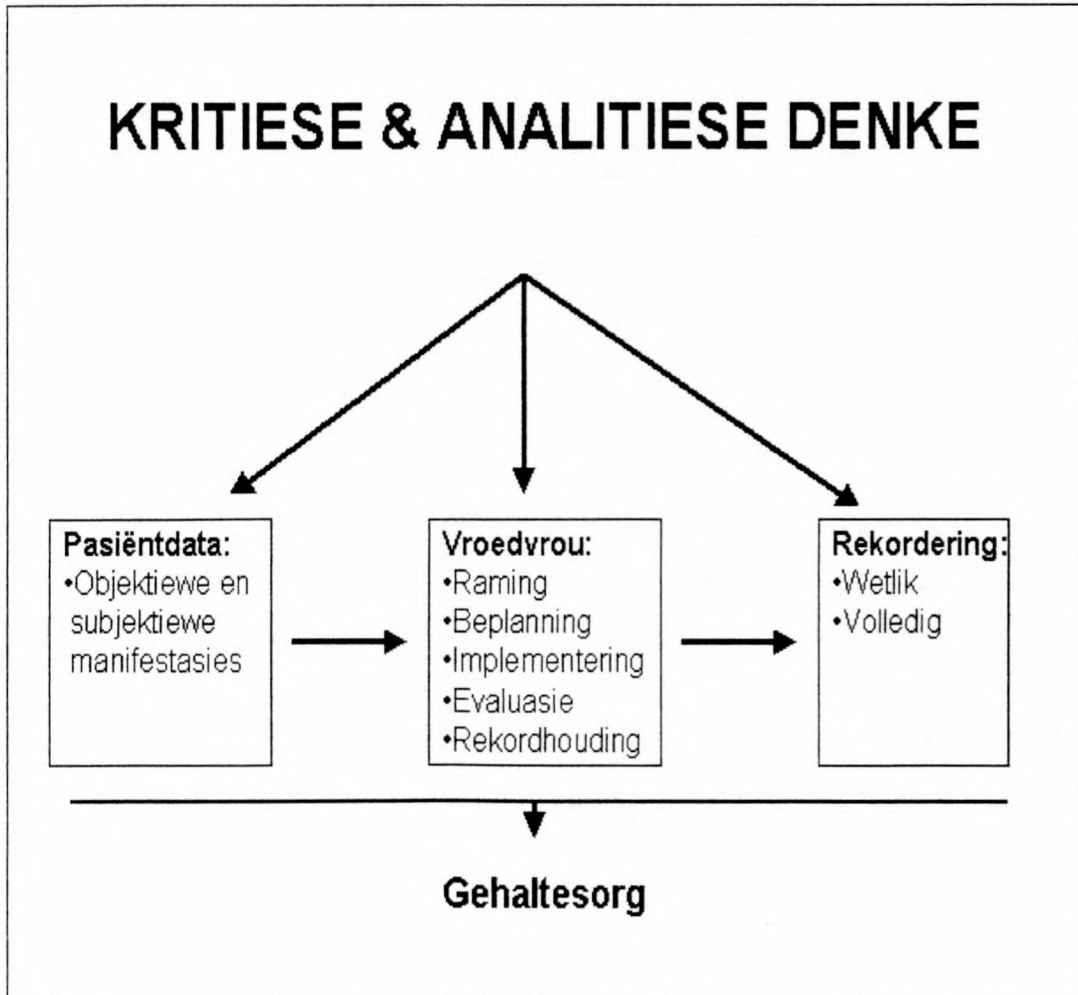 KRITIESE & ANALITIESE DENKE
Pasiëntdata:
•Objektiewe en
subjektiewe
manifestasies
Vroedvrou:
•Raming
•Beplanning
•Implementering
•Evaluasie
•Rekordhouding
Rekordering:
•Wetlik
•Volledig
Gehaltesorg